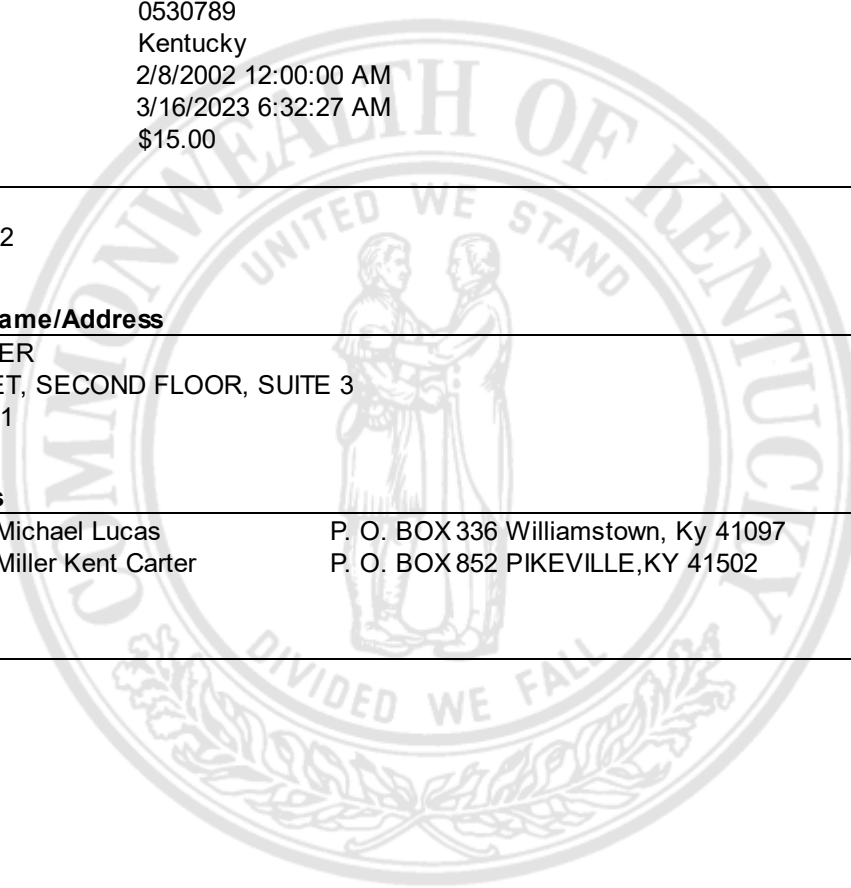 0530789
Kentucky
2/8/2002 12:00:00 AM
3/16/2023 6:32:27 AM
$15.00
COMMONWEALTH OF KENTUCKY
UNITED WE STAND
2
ame/Address
ER
ET, SECOND FLOOR, SUITE 3
1
s
Michael Lucas P. O. BOX 336 Williamstown, Ky 41097
Miller Kent Carter P. O. BOX 852 PIKEVILLE,KY 41502
DIVIDED WE FALL